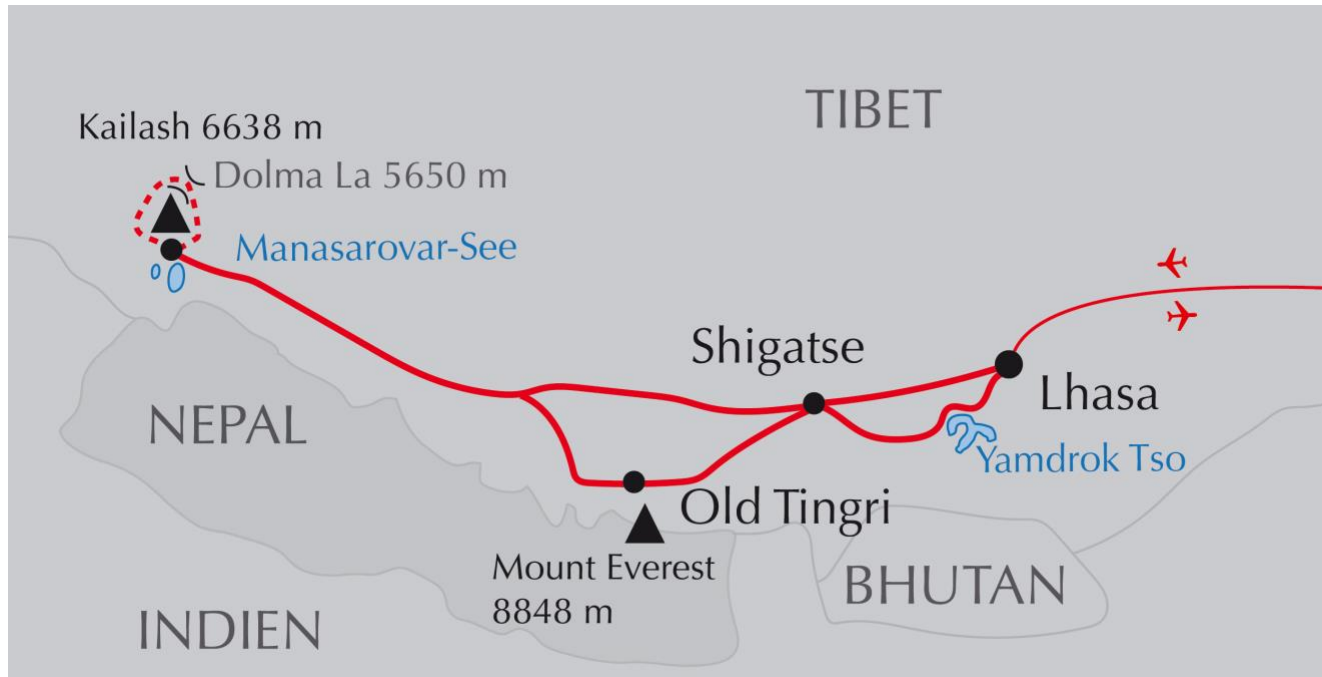 TIBET
Kailash 6638 m
Dolma La 5650 m
Manasarovar-See
Shigatse
Lhasa
Yamdrok Tso
NEPAL
Old Tingri
Mount Everest
8848 m
BHUTAN
INDIEN